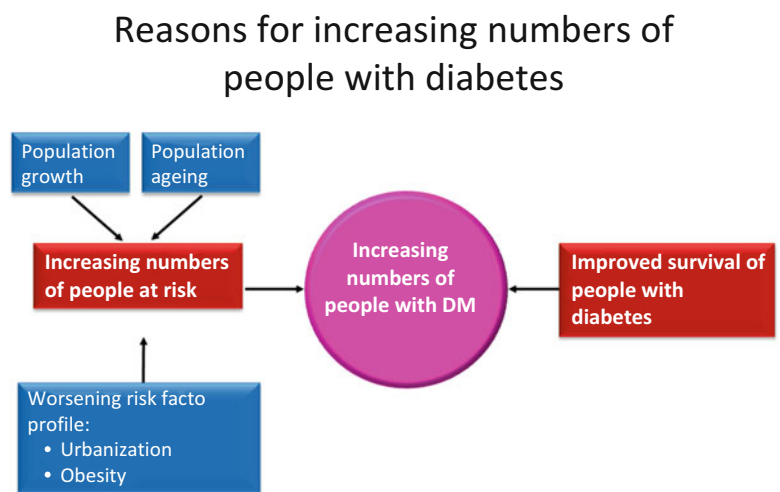 Reasons for increasing numbers of
people with diabetes
Population
growth
Population
ageing
Increasing numbers
of people at risk
Increasing
numbers of
people with DM
Improved survival of
people with
diabetes
Worsening risk facto
profile:
• Urbanization
• Obesity